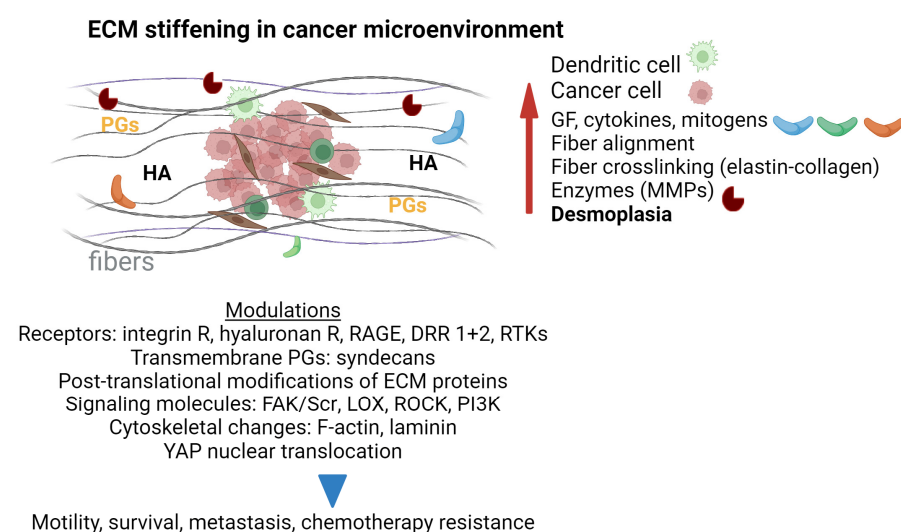 ECM stiffening in cancer microenvironment
Dendritic cell
Cancer cell
GF, cytokines, mitogens
Fiber alignment
Fiber crosslinking (elastin-collagen)
Enzymes (MMPs)
Desmoplasia
PGs
HA
HA
PGs
fibers
Modulations
Receptors: integrin R, hyaluronan R, RAGE, DRR 1+2, RTKs
Transmembrane PGs: syndecans
Post-translational modifications of ECM proteins
Signaling molecules: FAK/Scr, LOX, ROCK, PI3K
Cytoskeletal changes: F-actin, laminin
YAP nuclear translocation
Motility, survival, metastasis, chemotherapy resistance